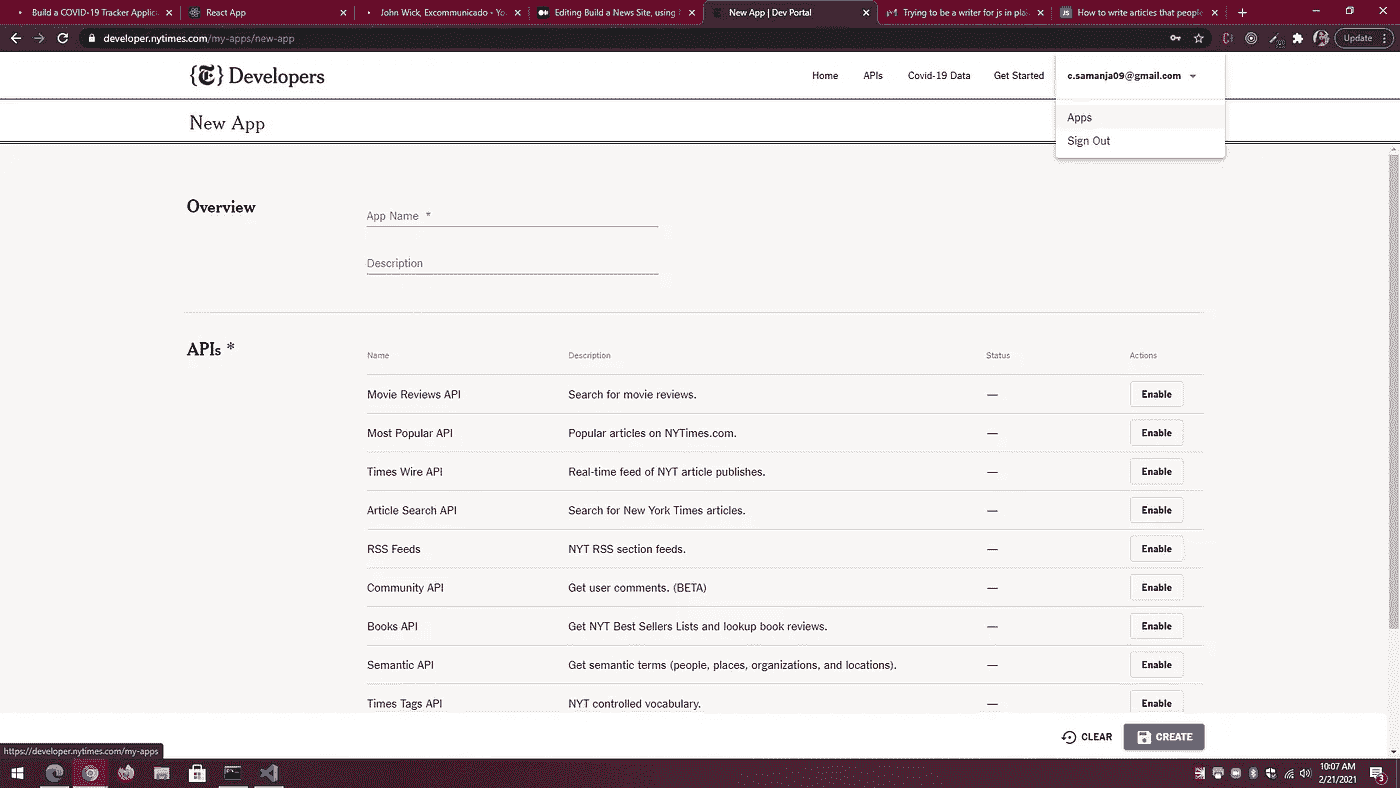 Build a COVID-19 Tracker Applic
React App
John Wick, Excommunicado - Yo
Editing Build a News Site, using
New App | Dev Portal
Trying to be a writer for js in pla
How to write articles that people
developer.nytimes.com/my-apps/new-app
Update
{T} Developers
Home
APIs
Covid-19 Data
Get Started
c.samanja09@gmail.com
New App
Apps
Sign Out
Overview
App Name *
Description
APIs *
Name Description Status Actions
Movie Reviews API Search for movie reviews. — Enable
Most Popular API Popular articles on NYTimes.com. — Enable
Times Wire API Real-time feed of NYT article publishes. — Enable
Article Search API Search for New York Times articles. — Enable
RSS Feeds NYT RSS section feeds. — Enable
Community API Get user comments. (BETA) — Enable
Books API Get NYT Best Sellers Lists and lookup book reviews. — Enable
Semantic API Get semantic terms (people, places, organizations, and locations). — Enable
Times Tags API NYT controlled vocabulary. — Enable
CLEAR
CREATE
https://developer.nytimes.com/my-apps
10:07 AM
2/21/2021
3